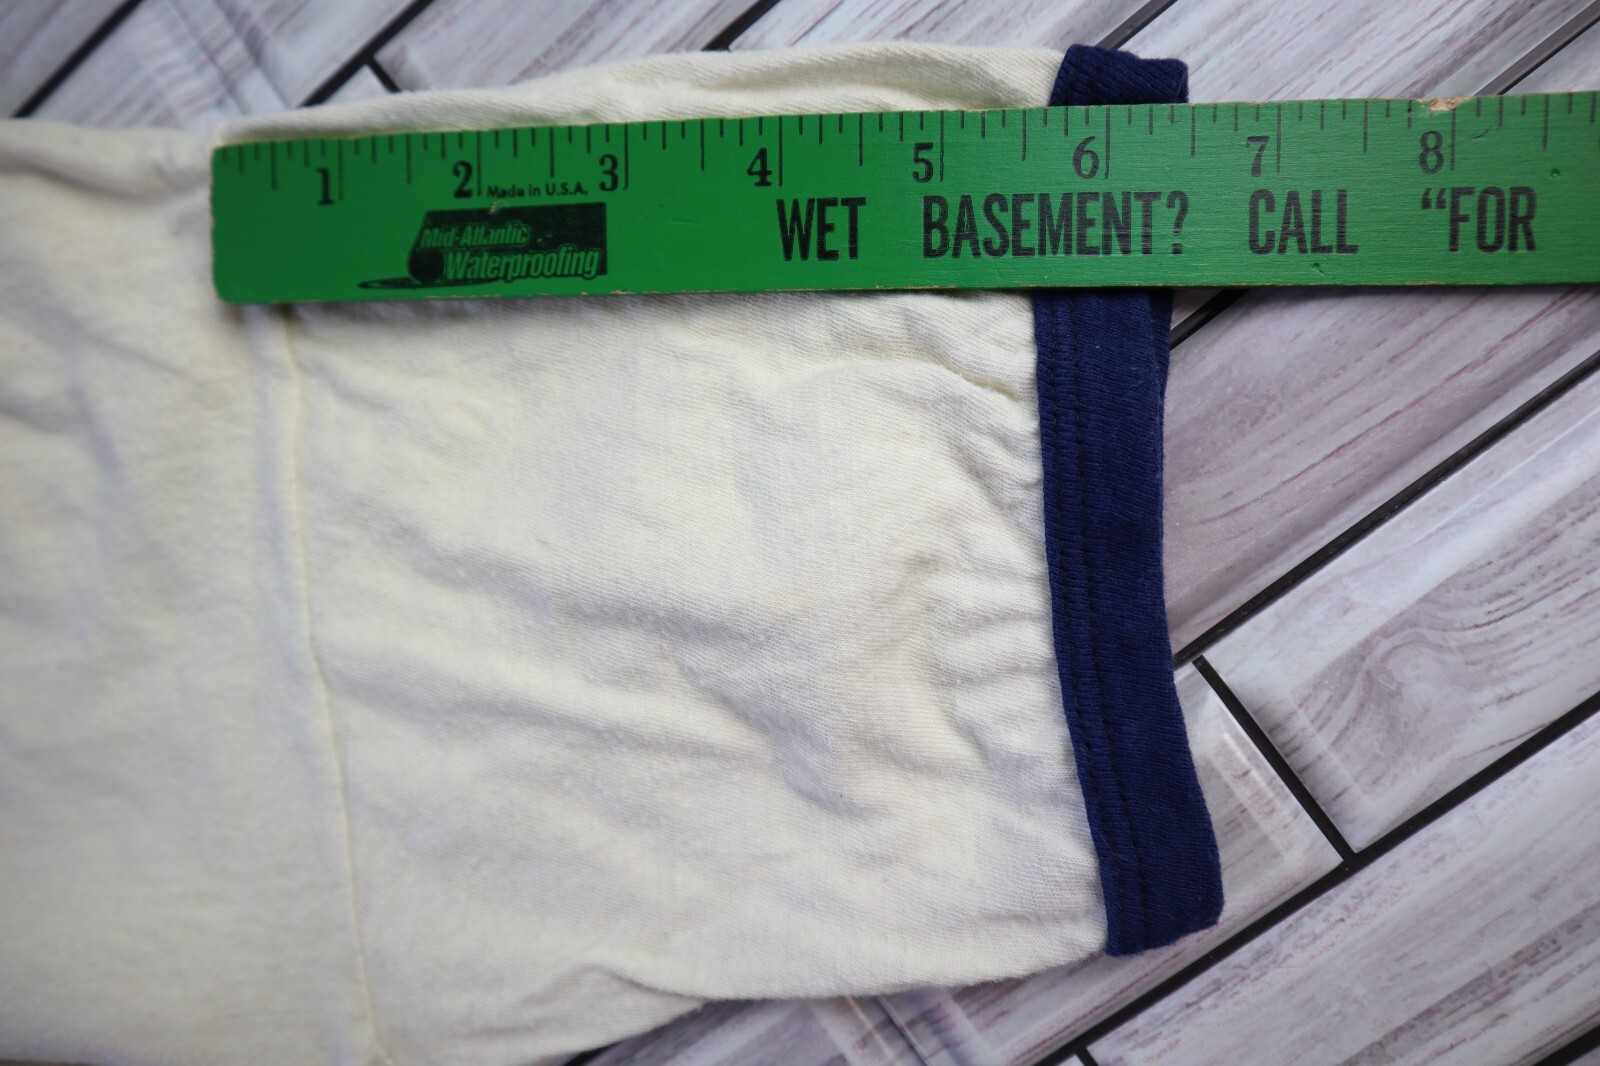 1 2 3 4 5 6 7 8
Made in U.S.A.
Mid-Atlantic
Waterproofing
WET BASEMENT? CALL “FOR